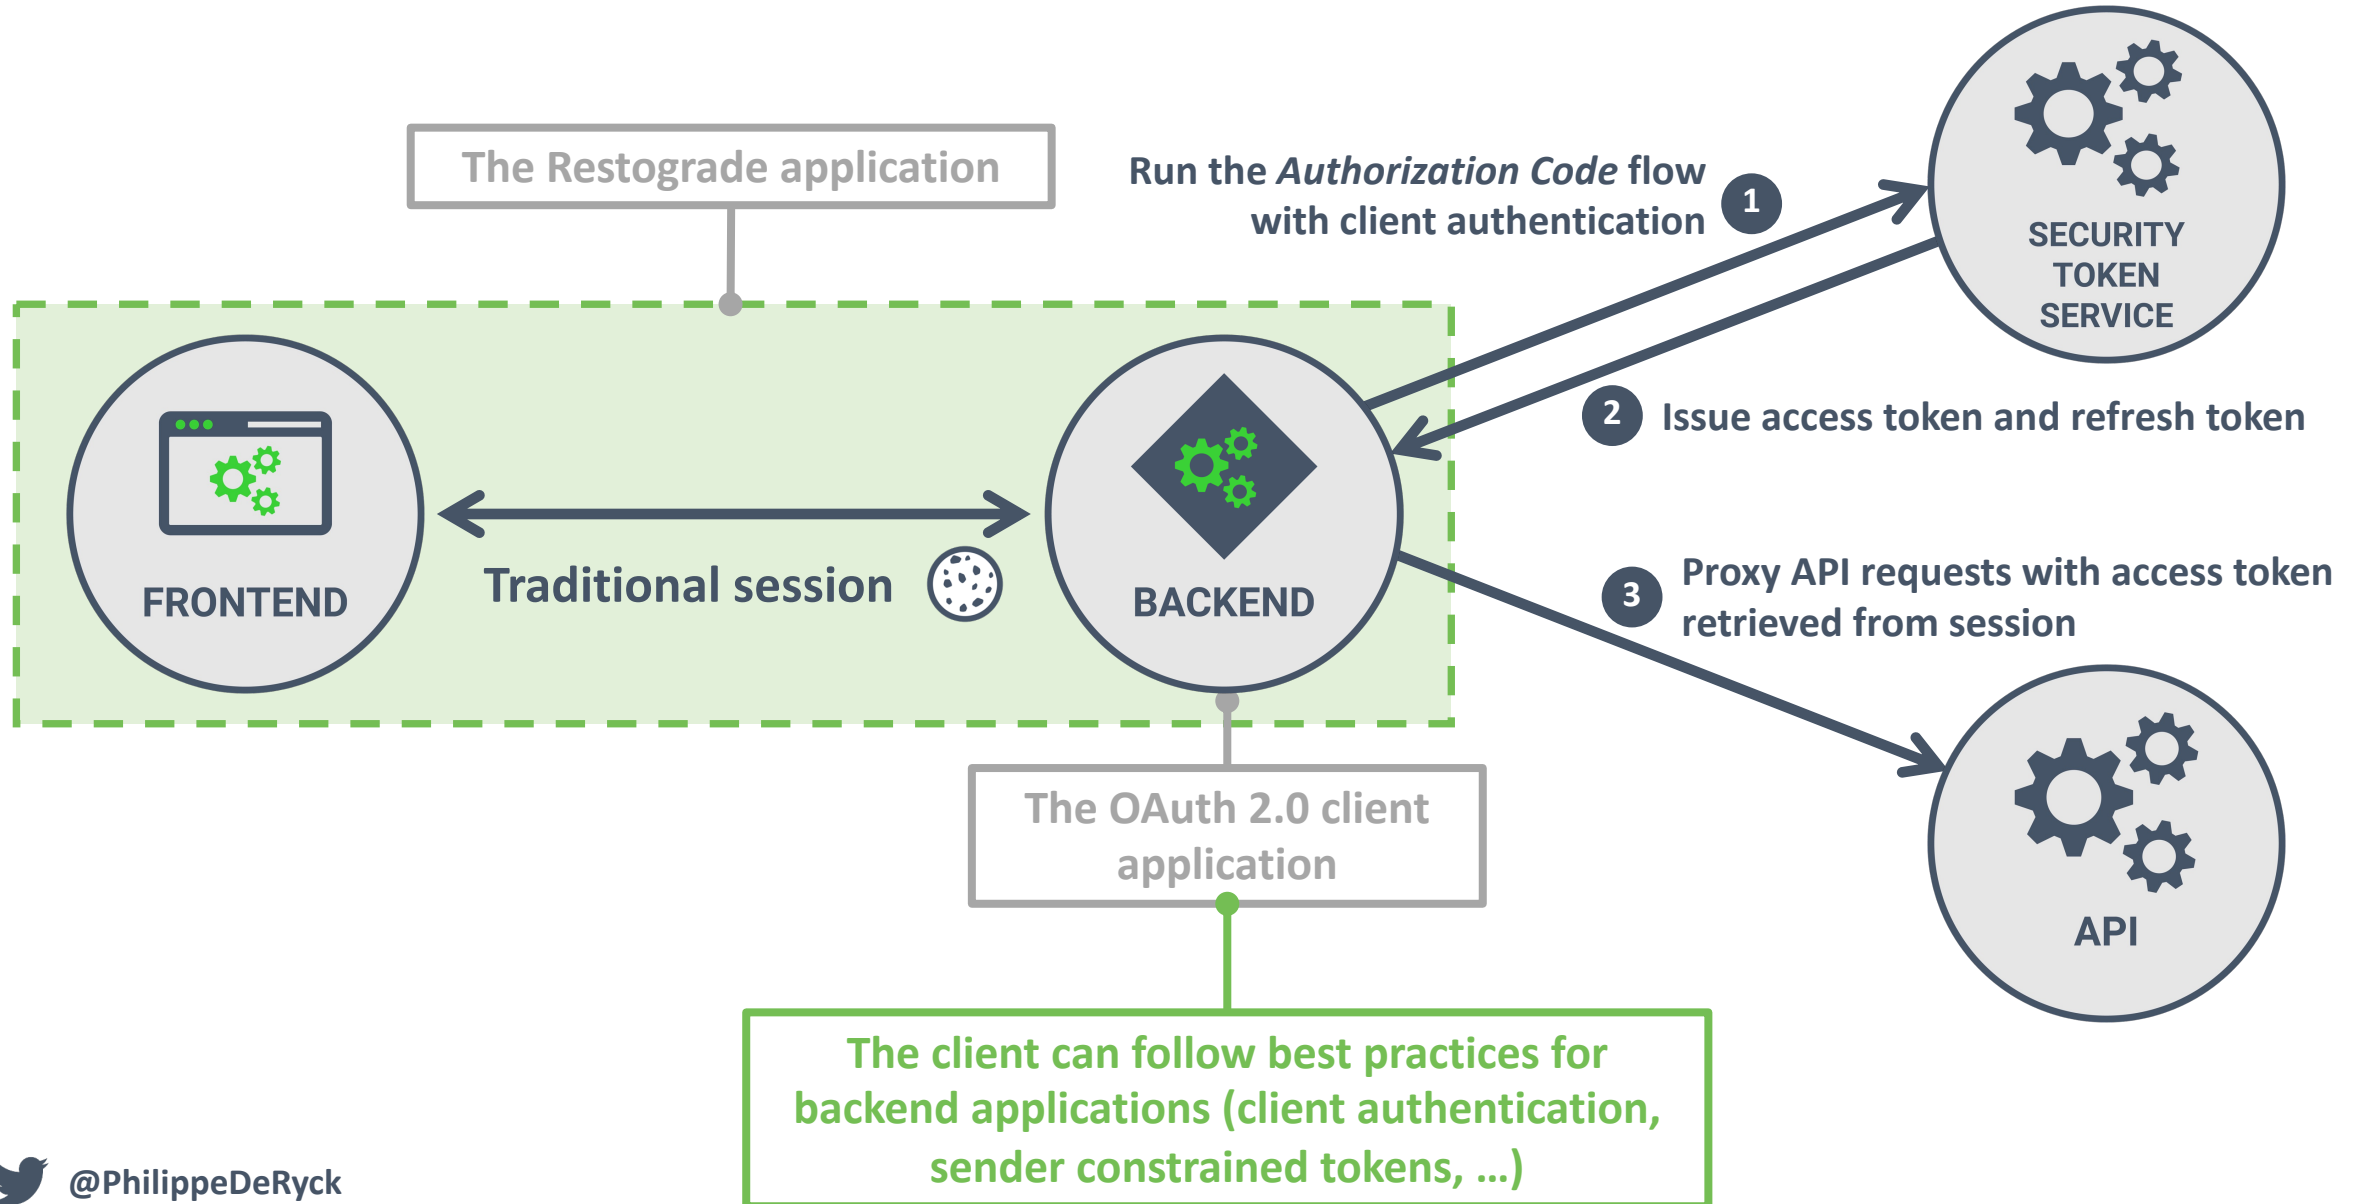 The Restograde application
Run the Authorization Code flow
with client authentication
1
SECURITY
TOKEN
SERVICE
2
Issue access token and refresh token
FRONTEND
Traditional session
BACKEND
3
Proxy API requests with access token
retrieved from session
The OAuth 2.0 client
application
API
The client can follow best practices for
backend applications (client authentication,
sender constrained tokens, …)
@PhilippeDeRyck